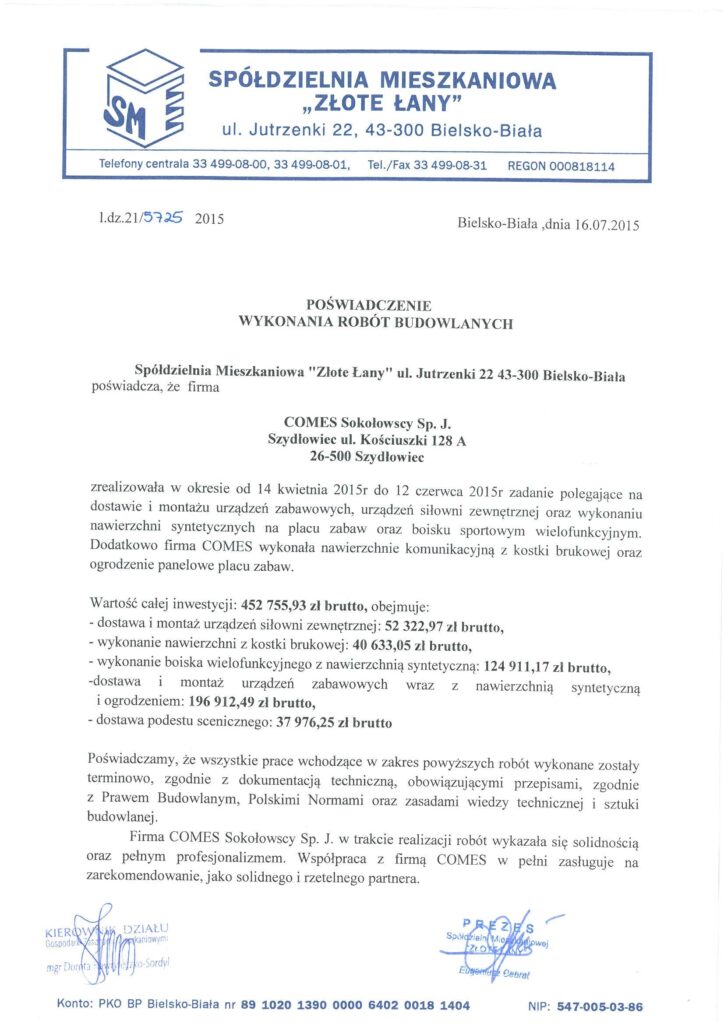 SM
SPÓŁDZIELNIA MIESZKANIOWA
„ZŁOTE ŁANY”
ul. Jutrzenki 22, 43-300 Bielsko-Biała
Telefony centrala 33 499-08-00, 33 499-08-01, Tel./Fax 33 499-08-31 REGON 000818114
l.dz.21/5725 2015
Bielsko-Biała ,dnia 16.07.2015
POŚWIADCZENIE
WYKONANIA ROBÓT BUDOWLANYCH
Spółdzielnia Mieszkaniowa "Złote Łany" ul. Jutrzenki 22 43-300 Bielsko-Biała
poświadcza, że firma
COMES Sokołowscy Sp. J.
Szydłowiec ul. Kościuszki 128 A
26-500 Szydłowiec
zrealizowała w okresie od 14 kwietnia 2015r do 12 czerwca 2015r zadanie polegające na
dostawie i montażu urządzeń zabawowych, urządzeń siłowni zewnętrznej oraz wykonaniu
nawierzchni syntetycznych na placu zabaw oraz boisku sportowym wielofunkcyjnym.
Dodatkowo firma COMES wykonała nawierzchnie komunikacyjną z kostki brukowej oraz
ogrodzenie panelowe placu zabaw.
Wartość całej inwestycji: 452 755,93 zł brutto, obejmuje:
- dostawa i montaż urządzeń siłowni zewnętrznej: 52 322,97 zł brutto,
- wykonanie nawierzchni z kostki brukowej: 40 633,05 zł brutto,
- wykonanie boiska wielofunkcyjnego z nawierzchnią syntetyczną: 124 911,17 zł brutto,
-dostawa i montaż urządzeń zabawowych wraz z nawierzchnią syntetyczną
i ogrodzeniem: 196 912,49 zł brutto,
- dostawa podestu scenicznego: 37 976,25 zł brutto
Poświadczamy, że wszystkie prace wchodzące w zakres powyższych robót wykonane zostały
terminowo, zgodnie z dokumentacją techniczną, obowiązującymi przepisami, zgodnie
z Prawem Budowlanym, Polskimi Normami oraz zasadami wiedzy technicznej i sztuki
budowlanej.
Firma COMES Sokołowscy Sp. J. w trakcie realizacji robót wykazała się solidnością
oraz pełnym profesjonalizmem. Współpraca z firmą COMES w pełni zasługuje na
zarekomendowanie, jako solidnego i rzetelnego partnera.
KIEROWNIK DZIAŁU
mgr Dorota
PREZES
Spółdzielni Mieszkaniowej
"ZŁOTE ŁANY"
Konto: PKO BP Bielsko-Biała nr 89 1020 1390 0000 6402 0018 1404 NIP: 547-005-03-86